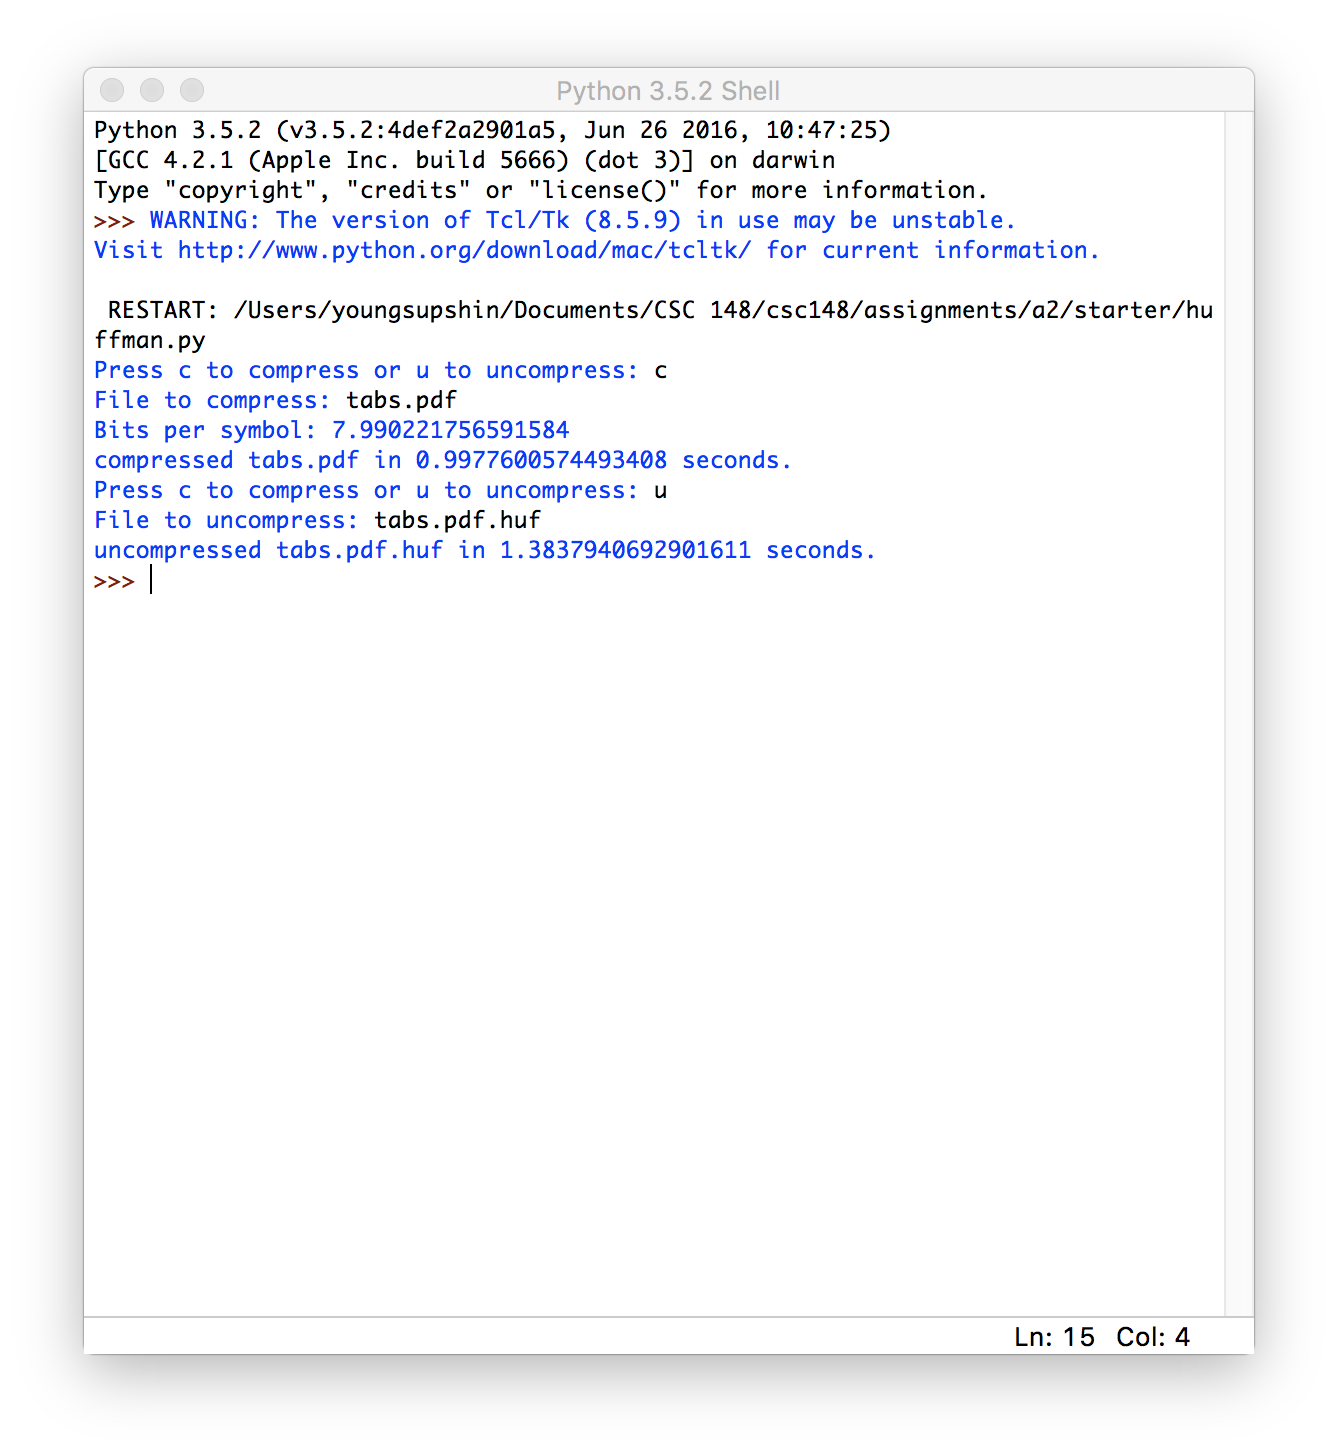 Python 3.5.2 Shell
Python 3.5.2 (v3.5.2:4def2a2901a5, Jun 26 2016, 10:47:25)
[GCC 4.2.1 (Apple Inc. build 5666) (dot 3)] on darwin
Type "copyright", "credits" or "license()" for more information.
>>> WARNING: The version of Tcl/Tk (8.5.9) in use may be unstable.
Visit http://www.python.org/download/mac/tcltk/ for current information.
 RESTART: /Users/youngsupshin/Documents/CSC 148/csc148/assignments/a2/starter/hu
ffman.py
Press c to compress or u to uncompress: c
File to compress: tabs.pdf
Bits per symbol: 7.990221756591584
compressed tabs.pdf in 0.9977600574493408 seconds.
Press c to compress or u to uncompress: u
File to uncompress: tabs.pdf.huf
uncompressed tabs.pdf.huf in 1.3837940692901611 seconds.
>>>
Ln: 15 Col: 4